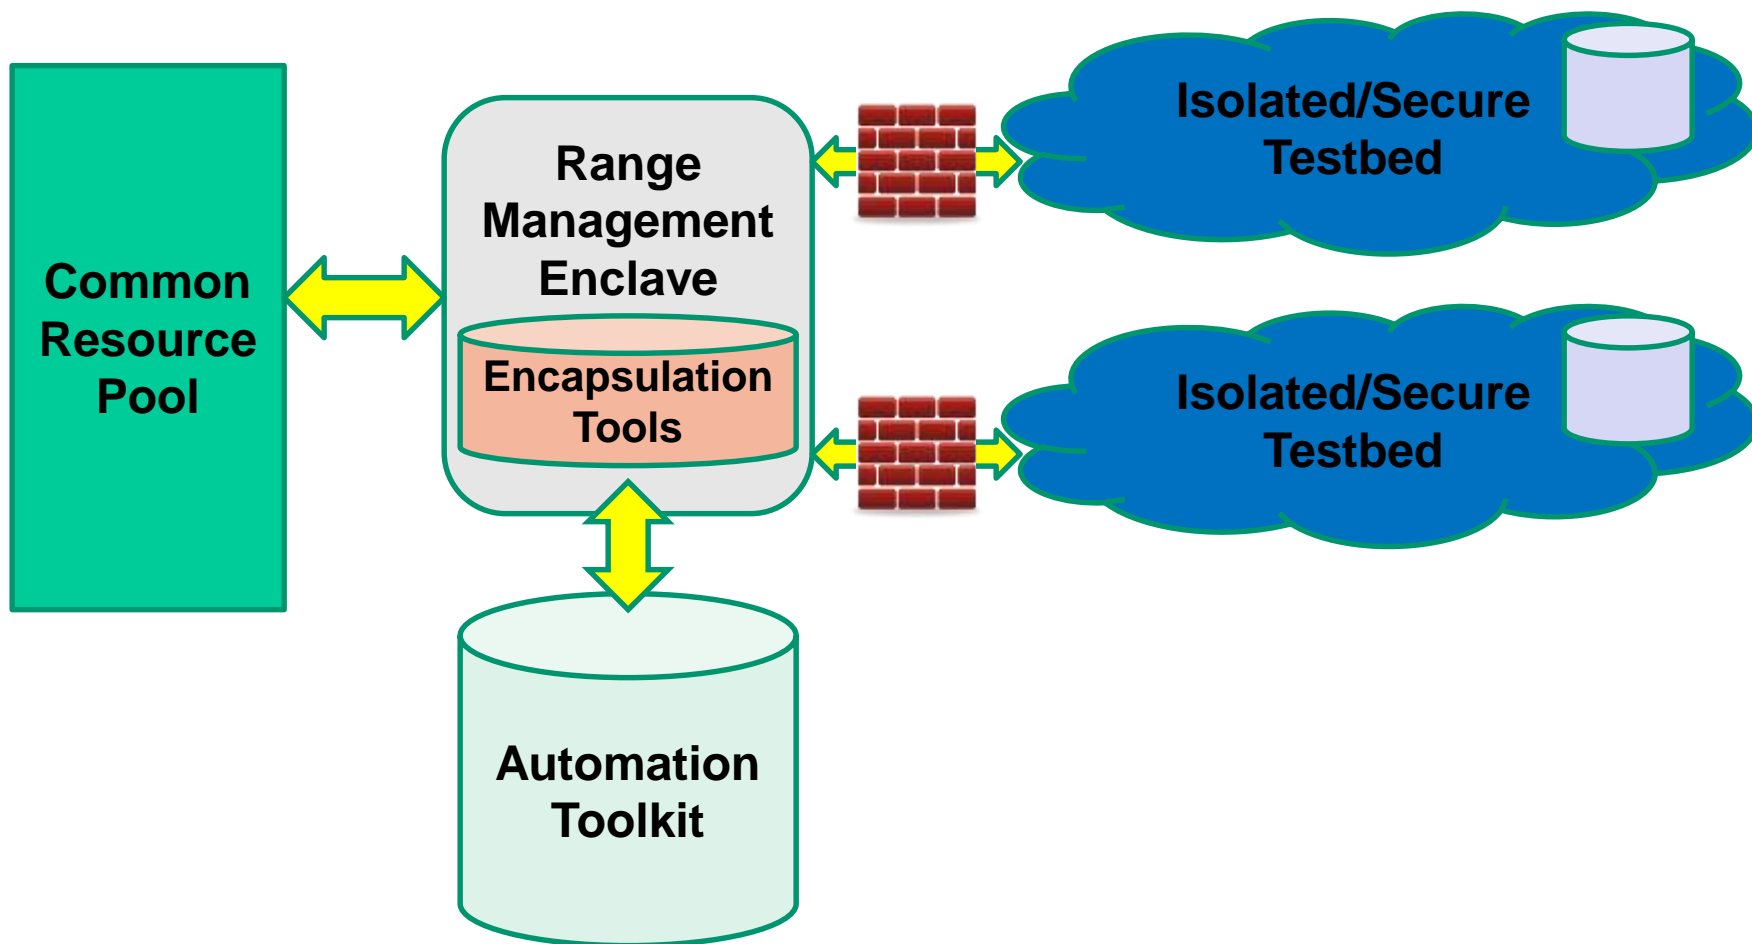 Common
Resource
Pool
Range
Management
Enclave
Encapsulation
Tools
Automation
Toolkit
Isolated/Secure
Testbed
Isolated/Secure
Testbed